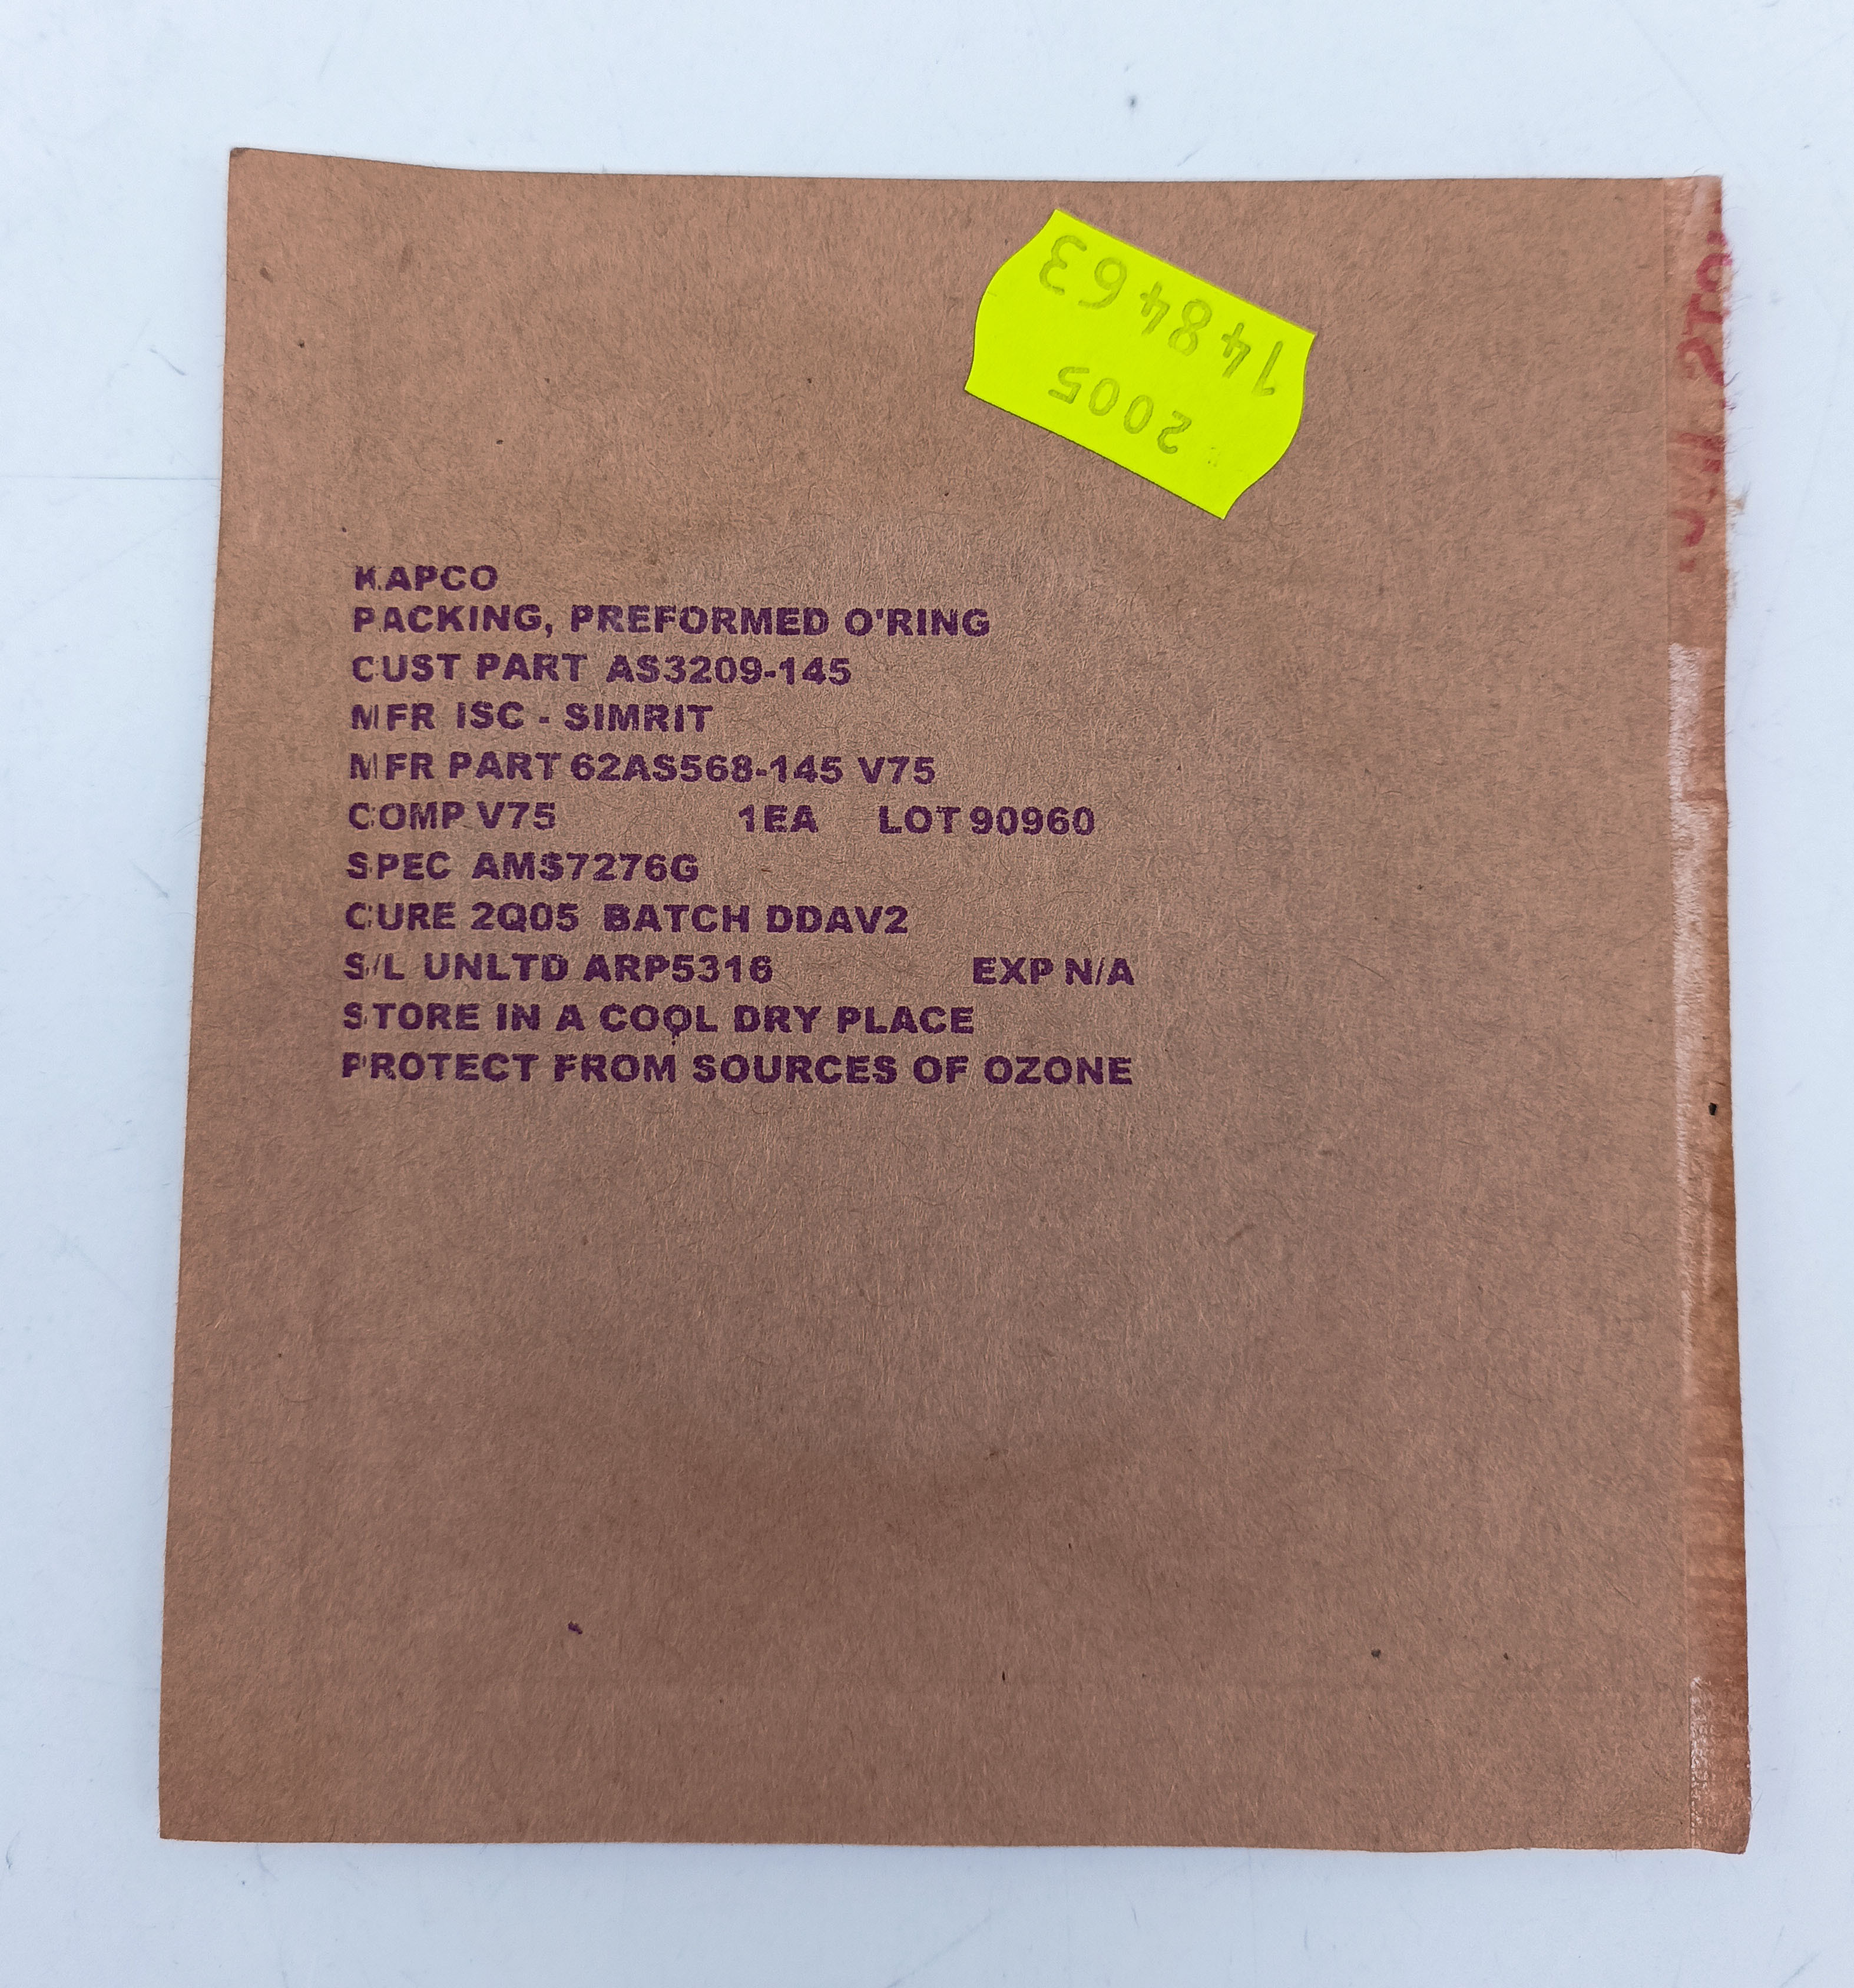 148463
2005
KAPCO
PACKING, PREFORMED O'RING
CUST PART AS3209-145
MFR ISC - SIMRIT
MFR PART 62AS568-145 V75
COMP V75 1EA LOT 90960
SPEC AMS7276G
CURE 2Q05 BATCH DDAV2
S/L UNLTD ARP5316 EXP N/A
STORE IN A COOL DRY PLACE
PROTECT FROM SOURCES OF OZONE